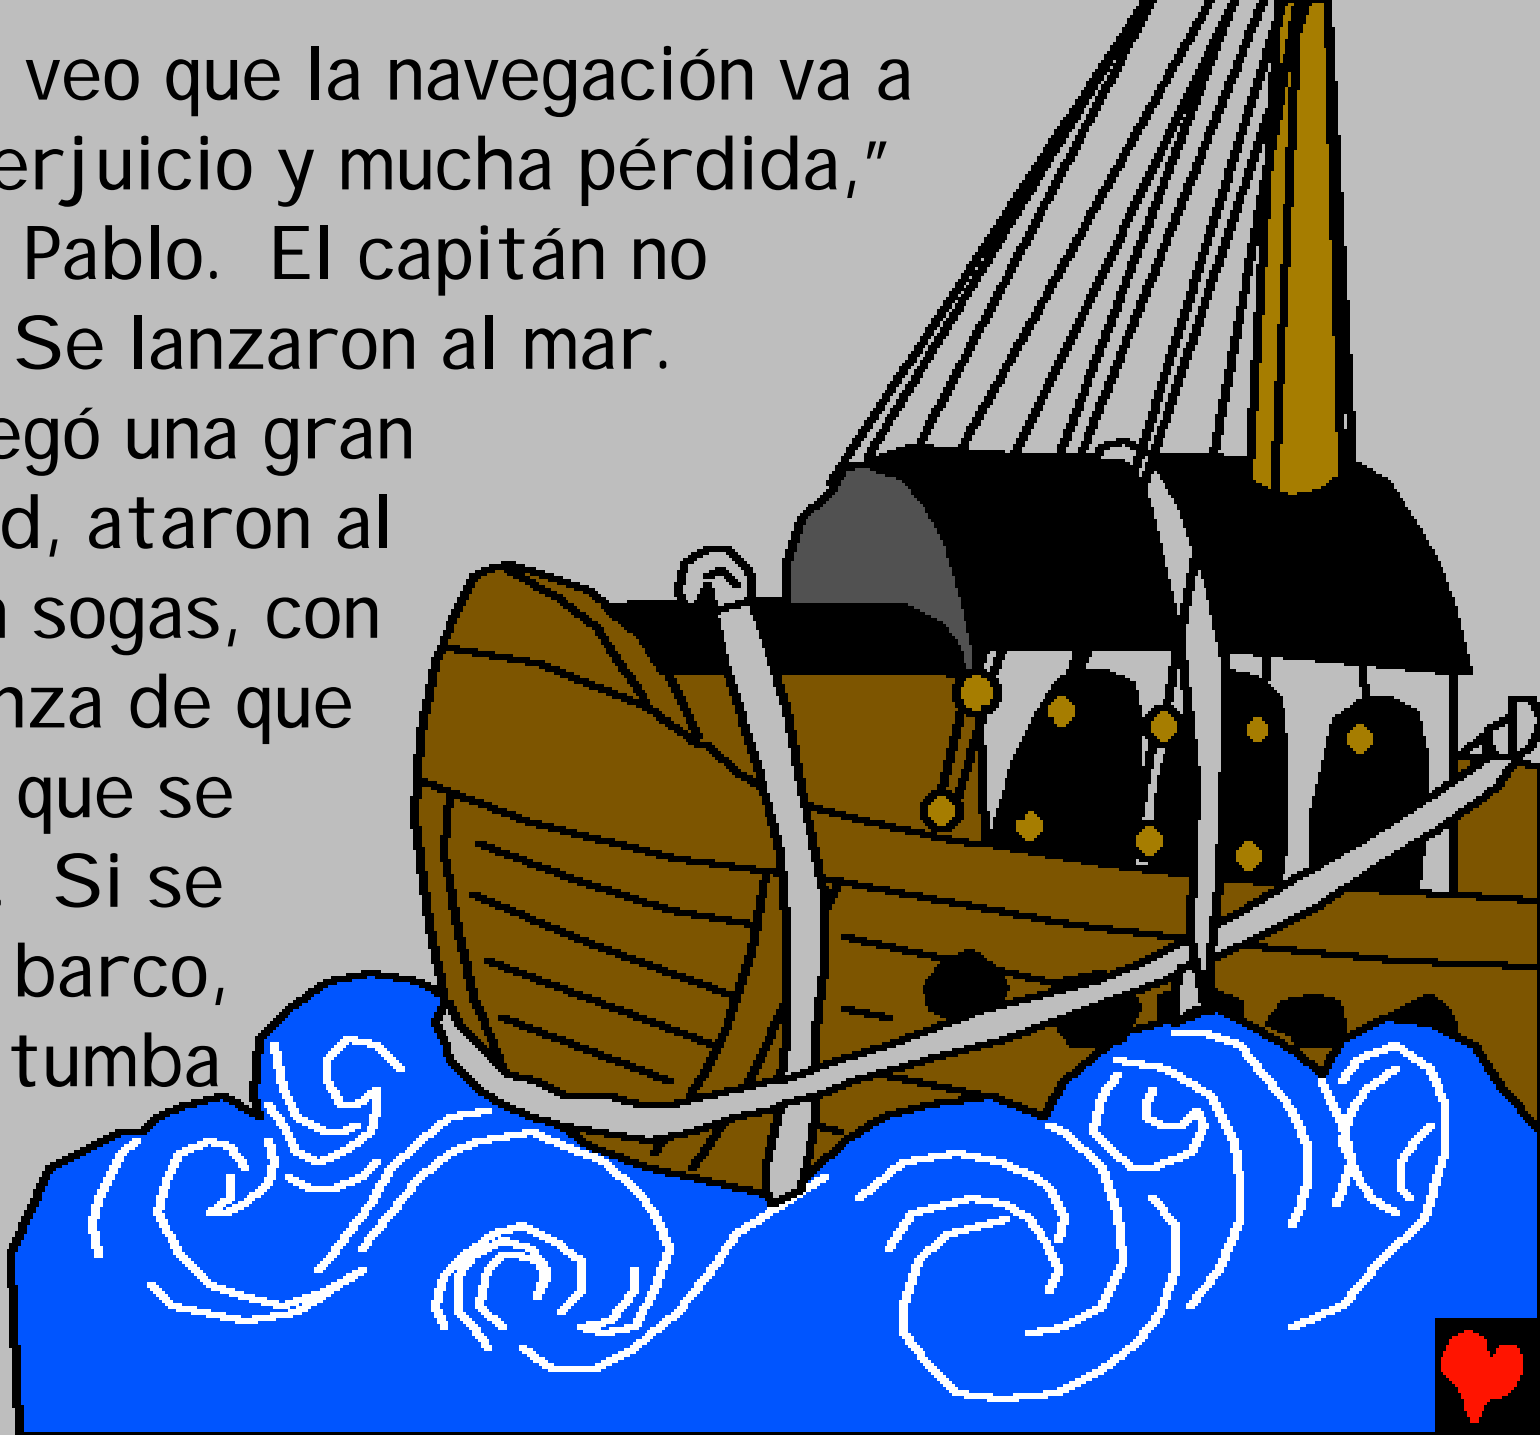 veo que la navegación va a
erjuicio y mucha pérdida,”
Pablo. El capitán no
Se lanzaron al mar.
egó una gran
d, ataron al
sogas, con
nza de que
que se
. Si se
barco,
tumba